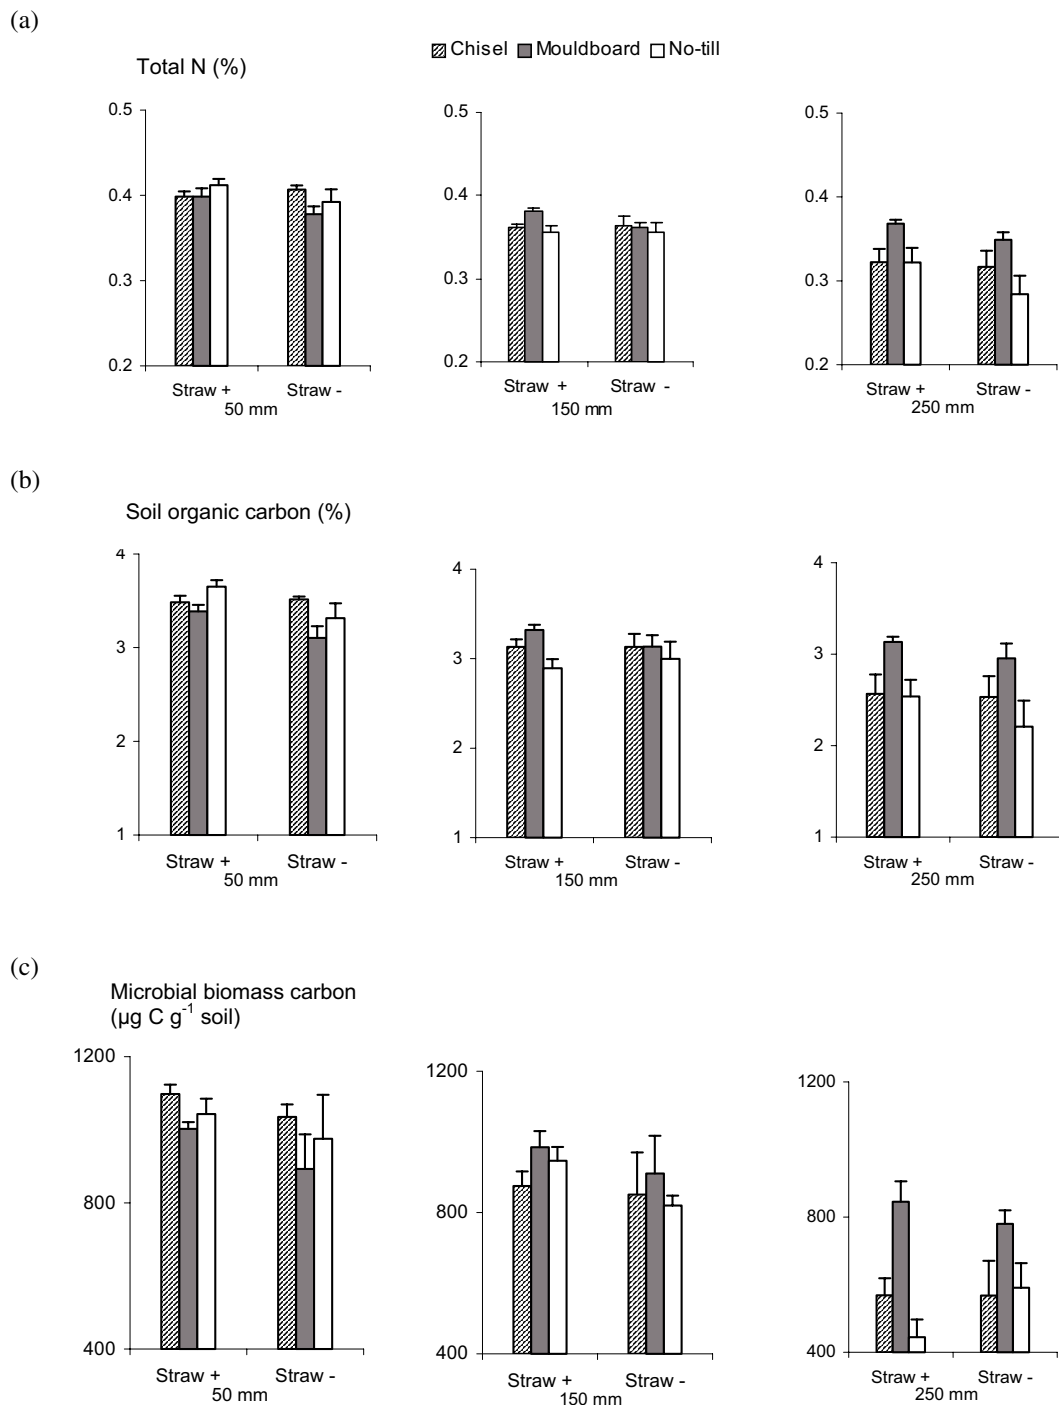 (a)
Chisel Mouldboard No-till
Total N (%)
0.5 0.5 0.5
0.4 0.4 0.4
0.3 0.3 0.3
0.2 0.2 0.2
Straw + Straw - Straw + Straw - Straw + Straw -
50 mm 150 mm 250 mm
(b)
Soil organic carbon (%)
4 4 4
3 3 3
2 2 2
1 1 1
Straw + Straw - Straw + Straw - Straw + Straw -
50 mm 150 mm 250 mm
(c)
Microbial biomass carbon
(µg C g⁻¹ soil)
1200 1200 1200
800 800 800
400 400 400
Straw + Straw - Straw + Straw - Straw + Straw -
50 mm 150 mm 250 mm